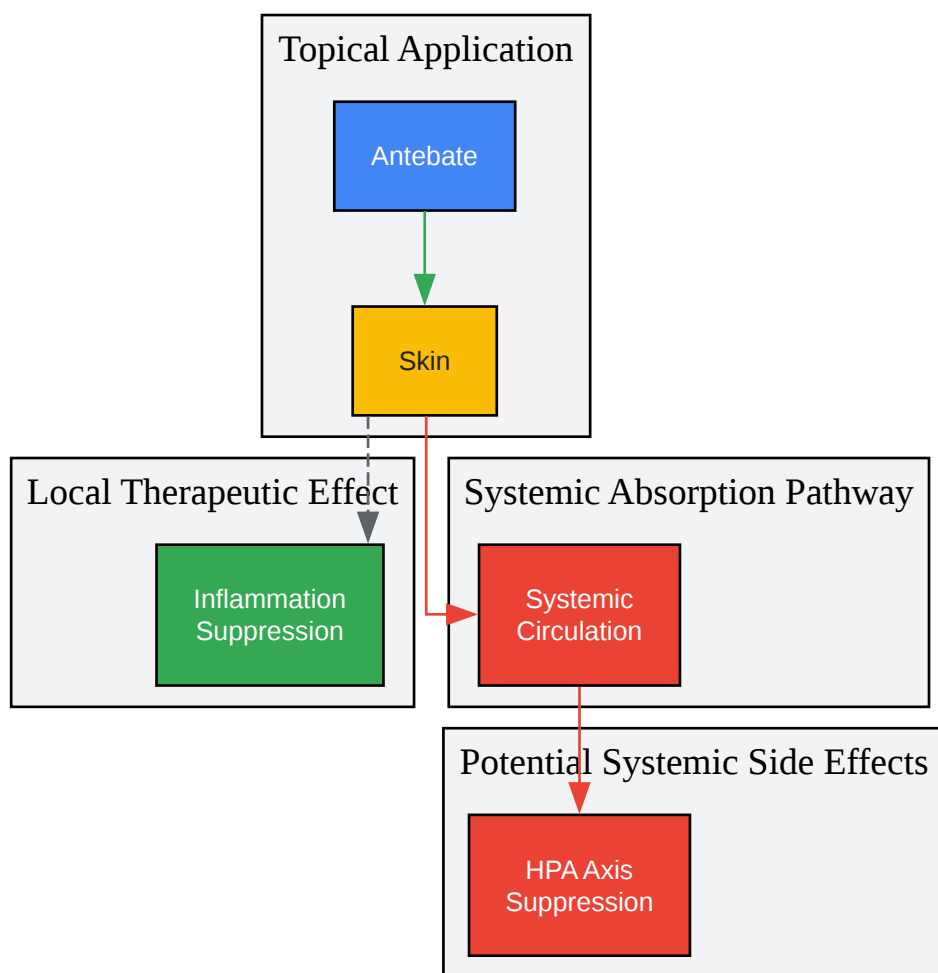 Topical Application
Antebate
Skin
Local Therapeutic Effect
Inflammation
Suppression
Systemic Absorption Pathway
Systemic
Circulation
Potential Systemic Side Effects
HPA Axis
Suppression